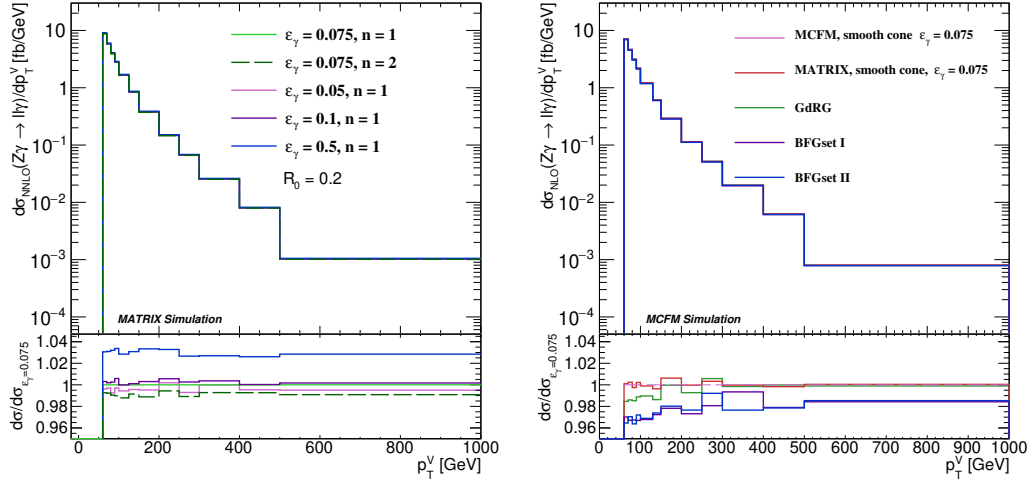 dσ_NNLO(Zγ → llγ)/dp_T^V [fb/GeV]
10
1
10⁻¹
10⁻²
10⁻³
10⁻⁴
ε_γ = 0.075, n = 1
ε_γ = 0.075, n = 2
ε_γ = 0.05, n = 1
ε_γ = 0.1, n = 1
ε_γ = 0.5, n = 1
R_0 = 0.2
MATRIX Simulation
dσ/dσ_{ε_γ=0.075}
1.04
1.02
1
0.98
0.96
0 200 400 600 800 1000
p_T^V [GeV]
dσ_NLO(Zγ → llγ)/dp_T^V [fb/GeV]
10
1
10⁻¹
10⁻²
10⁻³
10⁻⁴
MCFM, smooth cone ε_γ = 0.075
MATRIX, smooth cone, ε_γ = 0.075
GdRG
BFGset I
BFGset II
MCFM Simulation
dσ/dσ_{ε_γ=0.075}
1.04
1.02
1
0.98
0.96
0 100 200 300 400 500 600 700 800 900 1000
p_T^V [GeV]